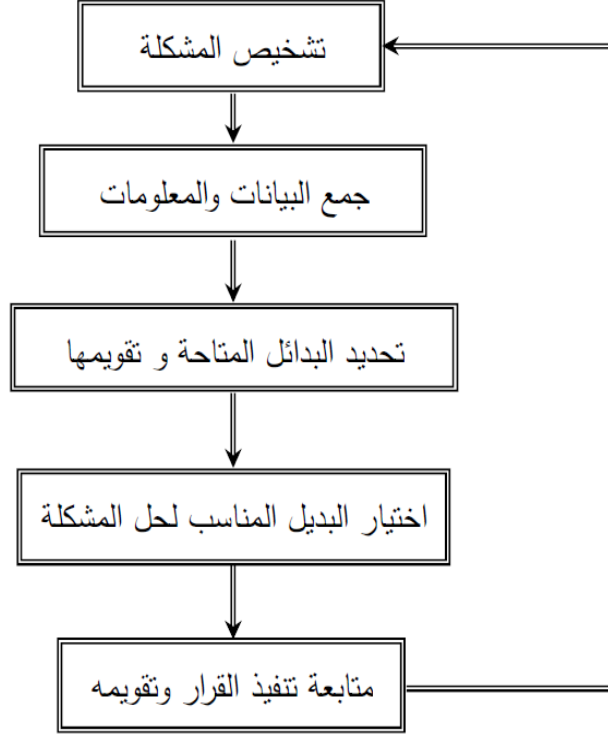 تشخيص المشكلة
جمع البيانات والمعلومات
تحديد البدائل المتاحة و تقويمها
اختيار البديل المناسب لحل المشكلة
متابعة تنفيذ القرار وتقويمه